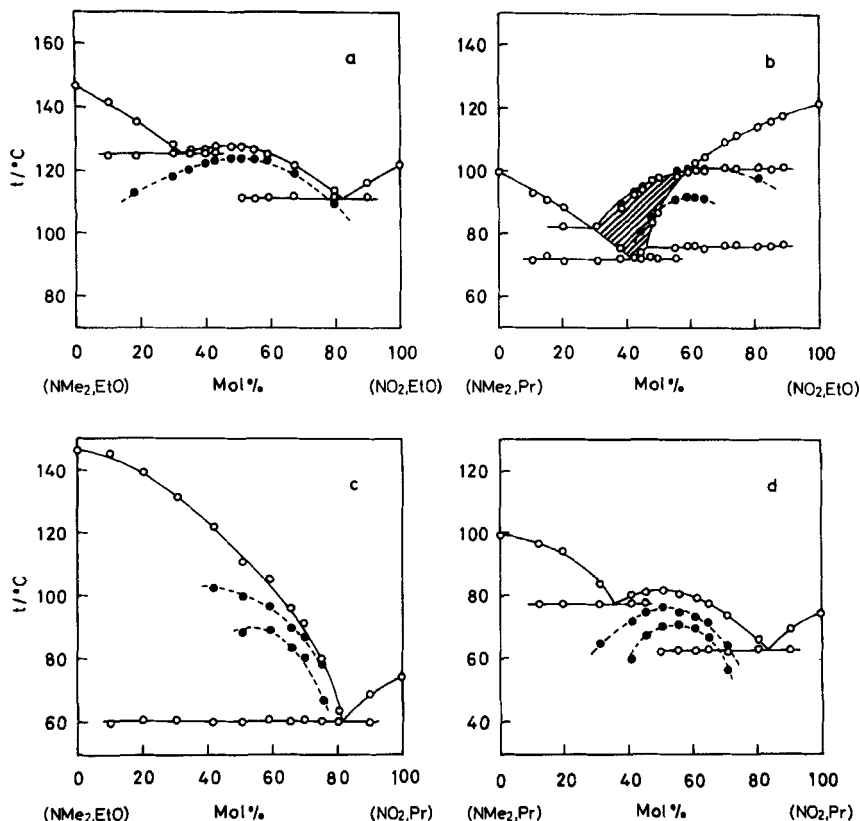 160
a
140
t/°C
120
100
80
0 20 40 60 80 100
(NMe₂,EtO) Mol% (NO₂,EtO)
140
b
120
100
80
60
0 20 40 60 80 100
(NMe₂,Pr) Mol% (NO₂,EtO)
140
c
120
t/°C
100
80
60
0 20 40 60 80 100
(NMe₂,EtO) Mol% (NO₂,Pr)
120
d
100
80
60
40
0 20 40 60 80 100
(NMe₂,Pr) Mol% (NO₂,Pr)